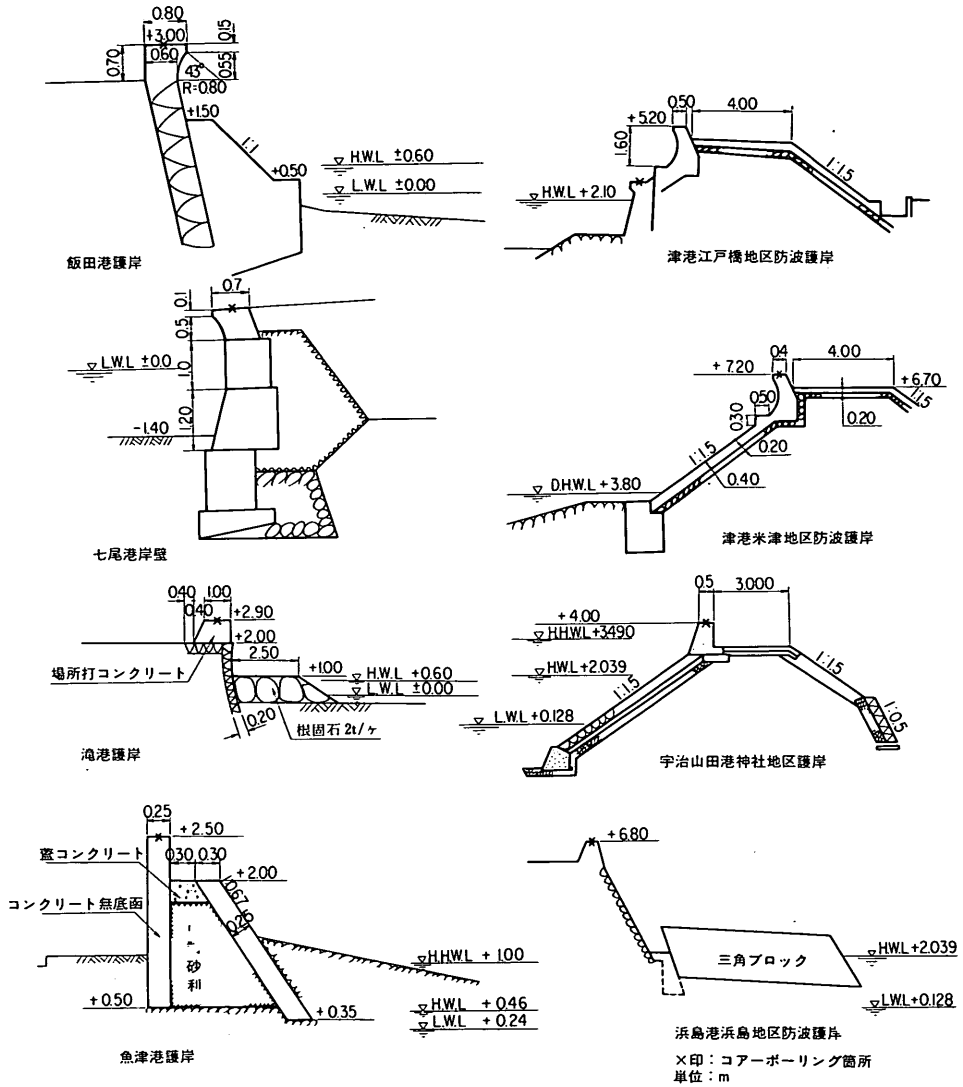 0.80
+3.00
0.60
0.15
0.55
0.70
43°
R=0.80
+1.50
1:1
+0.50
H.W.L ±0.60
L.W.L ±0.00
飯田港護岸
0.50
4.00
+5.20
1.60
1:1.5
H.W.L +2.10
津港江戸橋地区防波護岸
0.7
0.1
0.5
1.0
1.20
L.W.L ±0.0
-1.40
七尾港岸壁
0.4
4.00
+7.20
+6.70
1:1.5
0.50
0.30
0.20
0.20
1:1.5
0.40
D.H.W.L +3.80
津港米津地区防波護岸
0.40
1.00
0.40
+2.90
+2.00
2.50
+1.00
H.W.L +0.60
L.W.L ±0.00
場所打コンクリート
0.20
根固石 2t/ヶ
滝港護岸
0.5
3.000
+4.00
H.H.W.L +3.490
H.W.L +2.039
1:1.5
1:1.5
1:0.5
L.W.L +0.128
宇治山田港神社地区護岸
0.25
+2.50
蓋コンクリート
0.30
0.30
+2.00
1:0.67
コンクリート無底函
0.25
砂利
H.H.W.L +1.00
+0.50
+0.35
H.W.L +0.46
L.W.L +0.24
魚津港護岸
+6.80
三角ブロック
H.W.L +2.039
L.W.L +0.128
浜島港浜島地区防波護岸
×印：コアーボーリング箇所
単位：m